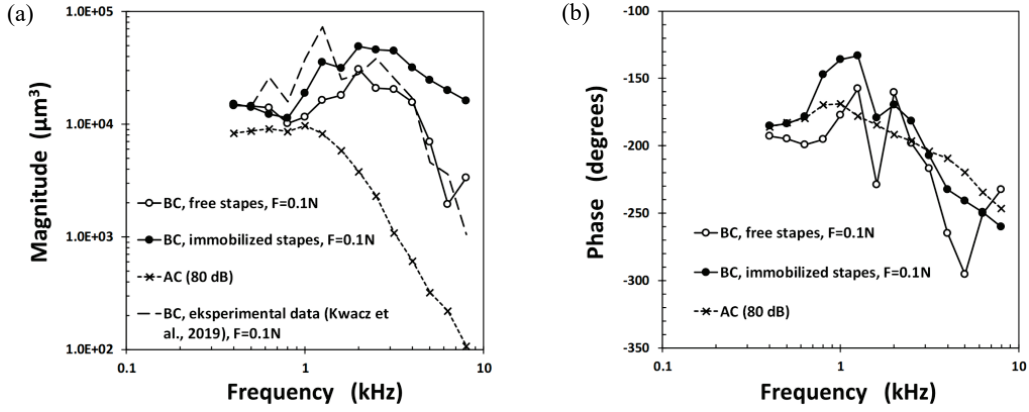 (a)
Magnitude (μm³)
1.0E+05
1.0E+04
1.0E+03
1.0E+02
BC, free stapes, F=0.1N
BC, immobilized stapes, F=0.1N
AC (80 dB)
BC, eksperimental data (Kwacz
et al., 2019), F=0.1N
0.1
1
10
Frequency (kHz)
(b)
Phase (degrees)
-100
-150
-200
-250
-300
-350
BC, free stapes, F=0.1N
BC, immobilized stapes, F=0.1N
AC (80 dB)
0.1
1
10
Frequency (kHz)